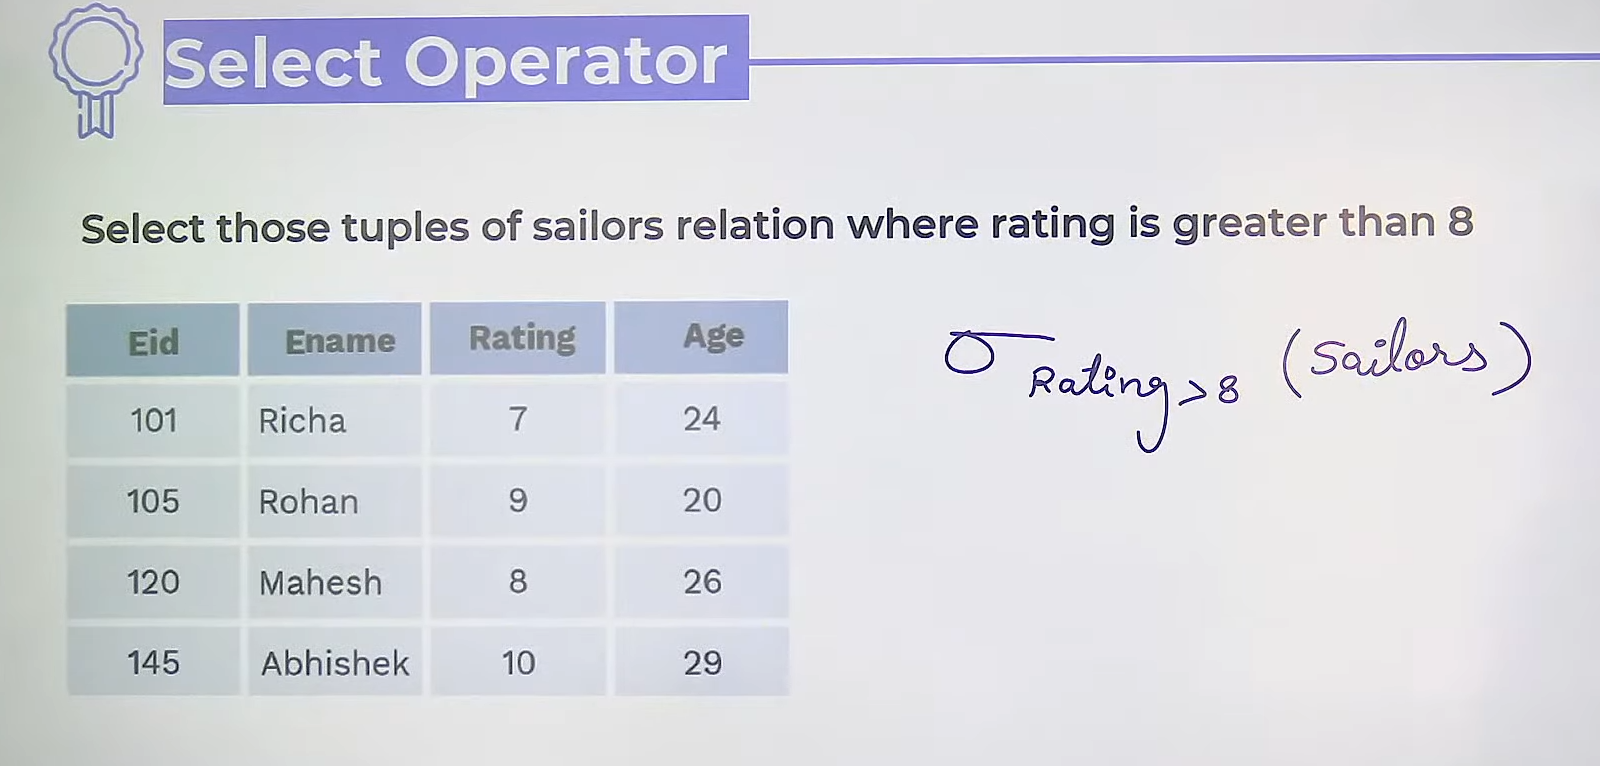 Select Operator
Select those tuples of sailors relation where rating is greater than 8
Eid Ename Rating Age
101 Richa 7 24
105 Rohan 9 20
120 Mahesh 8 26
145 Abhishek 10 29
σ Rating>8 (Sailors)